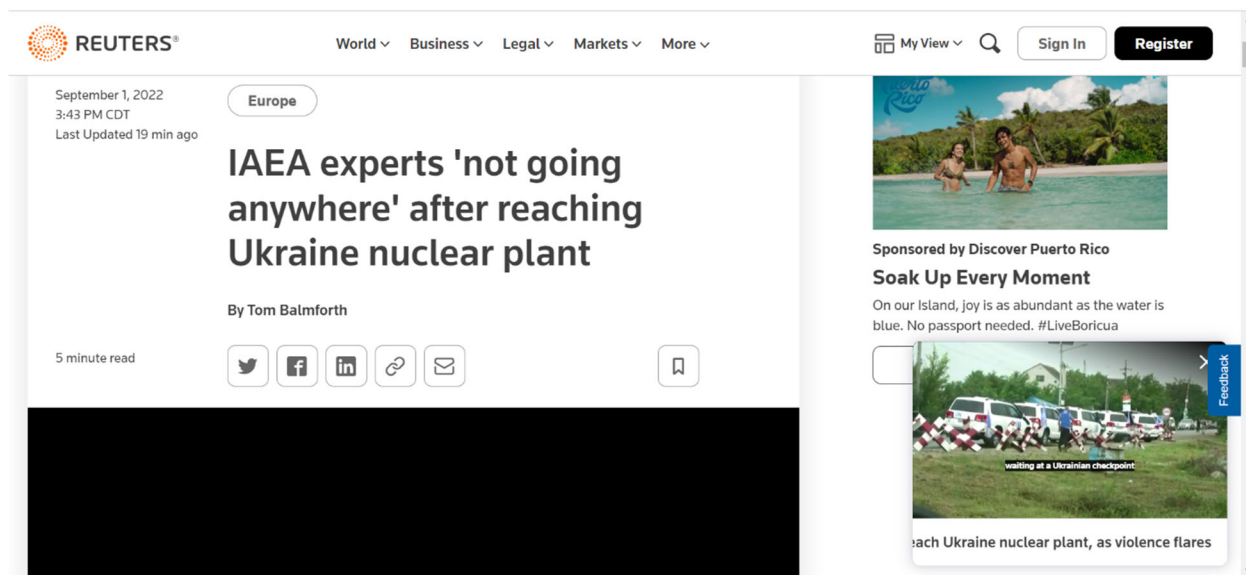 REUTERS®
World Business Legal Markets More
My View
Sign In
Register
September 1, 2022
3:43 PM CDT
Last Updated 19 min ago
Europe
IAEA experts 'not going
anywhere' after reaching
Ukraine nuclear plant
By Tom Balmforth
5 minute read
Puerto
Rico
Sponsored by Discover Puerto Rico
Soak Up Every Moment
On our Island, joy is as abundant as the water is
blue. No passport needed. #LiveBoricua
Feedback
waiting at a Ukrainian checkpoint
each Ukraine nuclear plant, as violence flares